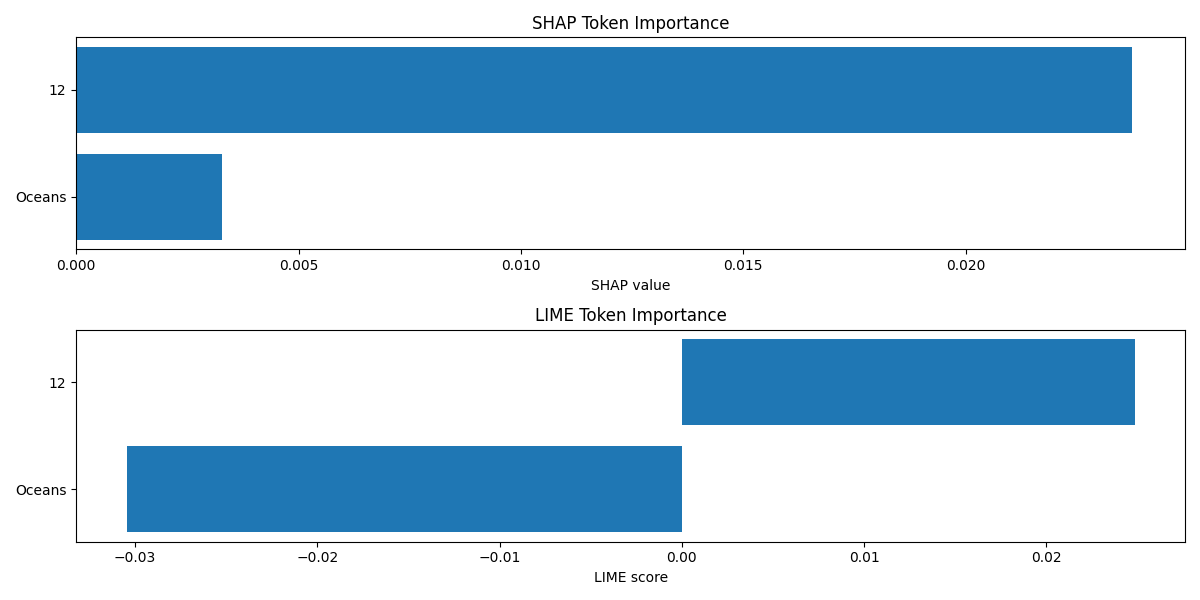 SHAP Token Importance
12
Oceans
0.000 0.005 0.010 0.015 0.020
SHAP value
LIME Token Importance
12
Oceans
−0.03 −0.02 −0.01 0.00 0.01 0.02
LIME score